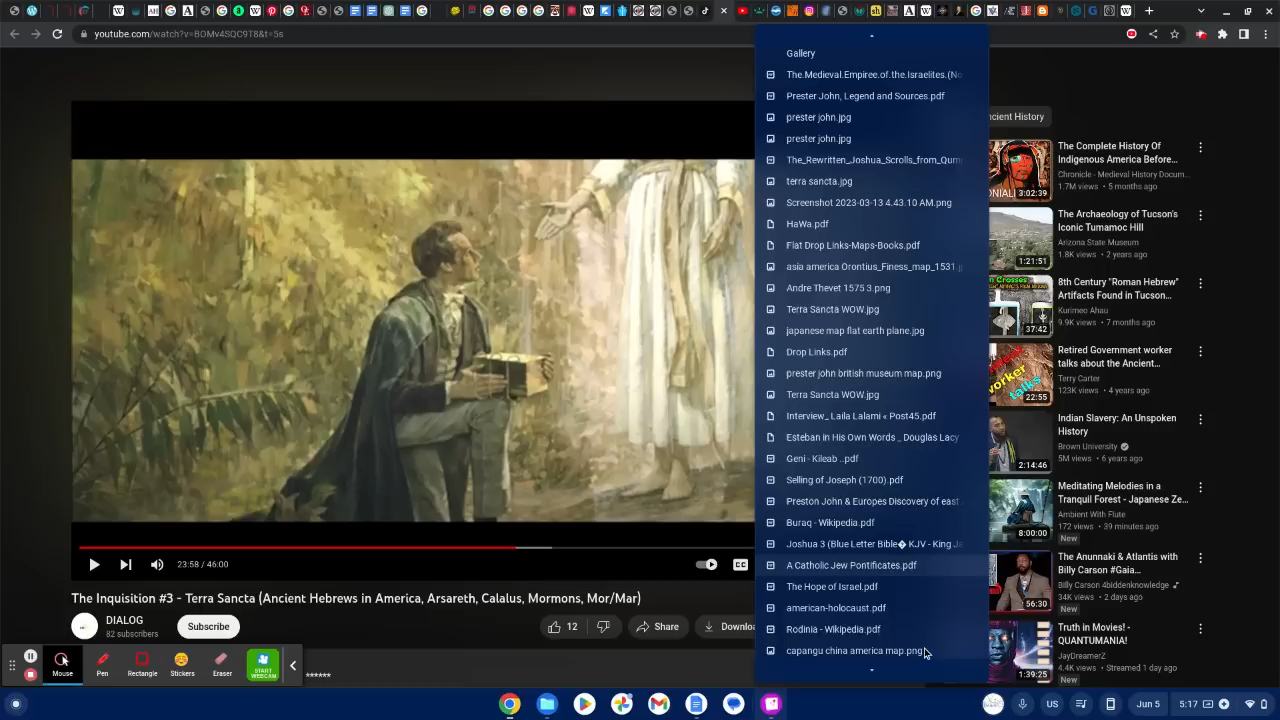 youtube.com/watch?v=BOMv4SQC9T8&t=5s
Gallery
The.Medieval.Empiree.of.the.Israelites.(No
Prester John, Legend and Sources.pdf
prester john.jpg
prester john.jpg
The_Rewritten_Joshua_Scrolls_from_Qum
terra sancta.jpg
Screenshot 2023-03-13 4.43.10 AM.png
HaWa.pdf
Flat Drop Links-Maps-Books.pdf
asia america Orontius_Finess_map_1531.j
Andre Thevet 1575 3.png
Terra Sancta WOW.jpg
japanese map flat earth plane.jpg
Drop Links.pdf
prester john british museum map.png
Terra Sancta WOW.jpg
Interview_ Laila Lalami « Post45.pdf
Esteban in His Own Words _ Douglas Lacy
Geni - Kileab ..pdf
Selling of Joseph (1700).pdf
Preston John & Europes Discovery of east
Buraq - Wikipedia.pdf
Joshua 3 (Blue Letter Bible� KJV - King Ja
A Catholic Jew Pontificates.pdf
The Hope of Israel.pdf
american-holocaust.pdf
Rodinia - Wikipedia.pdf
capangu china america map.png
ncient History
The Complete History Of
Indigenous America Before...
Chronicle - Medieval History Docum...
1.7M views • 5 months ago
NIALI
3:02:39
The Archaeology of Tucson's
Iconic Tumamoc Hill
Arizona State Museum
1.8K views • 2 years ago
1:21:51
8th Century "Roman Hebrew"
Artifacts Found in Tucson...
Kurimeo Ahau
9.9K views • 7 months ago
n Crosses
37:42
Retired Government worker
talks about the Ancient...
Terry Carter
123K views • 4 years ago
worker
talks
22:55
Indian Slavery: An Unspoken
History
Brown University
5M views • 6 years ago
2:14:46
Meditating Melodies in a
Tranquil Forest - Japanese Ze...
Ambient With Flute
172 views • 39 minutes ago
New
8:00:00
The Anunnaki & Atlantis with
Billy Carson #Gaia...
Billy Carson 4biddenknowledge
34K views • 2 days ago
New
56:30
Truth in Movies! -
QUANTUMANIA!
JayDreamerZ
4.4K views • Streamed 1 day ago
New
1:39:25
23:58 / 46:00
CC
The Inquisition #3 - Terra Sancta (Ancient Hebrews in America, Arsareth, Calalus, Mormons, Mor/Mar)
DiALOG
82 subscribers
Subscribe
12
Share
Downloa
Mouse
Pen
Rectangle
Stickers
Eraser
START
WEBCAM
******
US
Jun 5
5:17